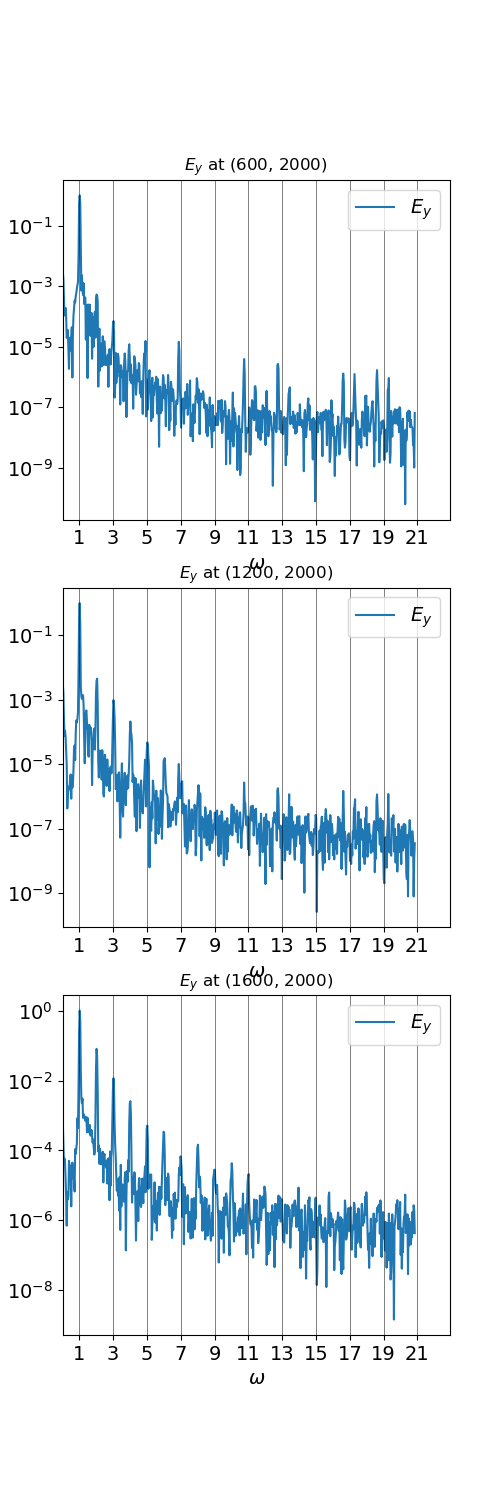 E_y at (600, 2000)
E_y
10^{-1}
10^{-3}
10^{-5}
10^{-7}
10^{-9}
1 3 5 7 9 11 13 15 17 19 21
ω
E_y at (1200, 2000)
E_y
10^{-1}
10^{-3}
10^{-5}
10^{-7}
10^{-9}
1 3 5 7 9 11 13 15 17 19 21
ω
E_y at (1600, 2000)
E_y
10^{0}
10^{-2}
10^{-4}
10^{-6}
10^{-8}
1 3 5 7 9 11 13 15 17 19 21
ω